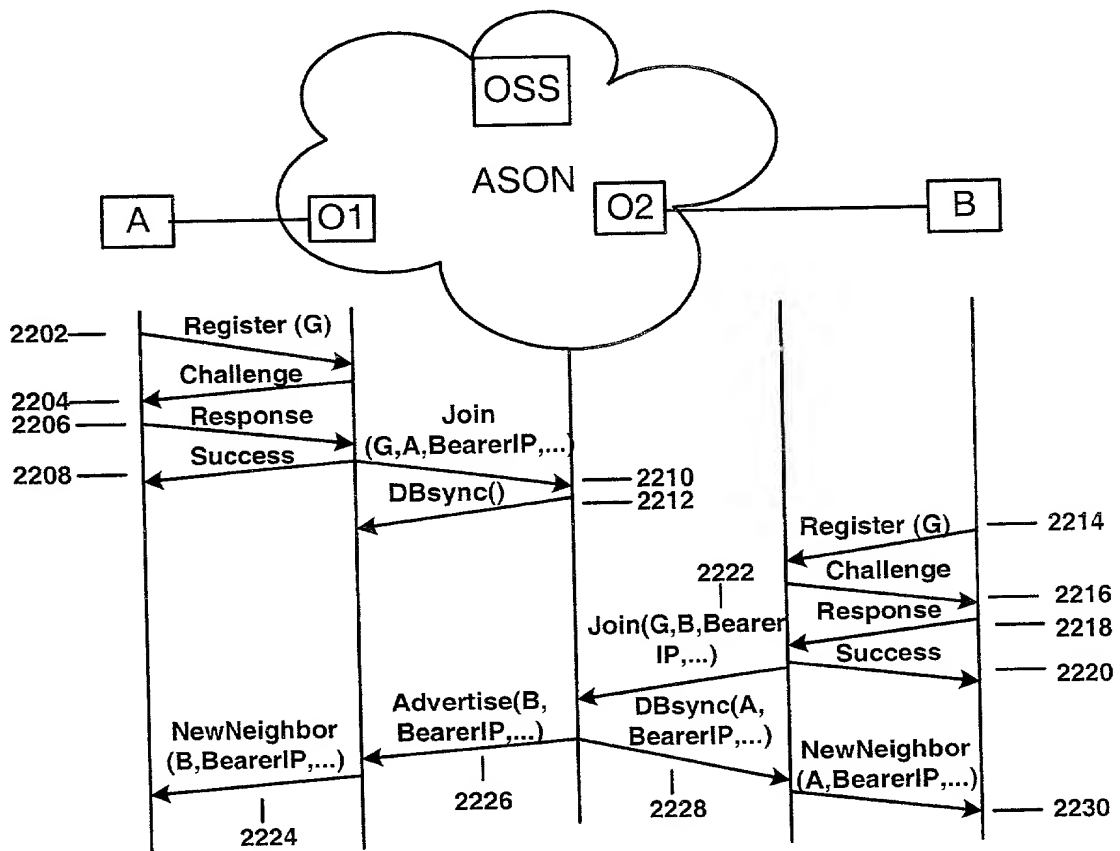 OSS
ASON
A
O1
O2
B
2202
Register (G)
Challenge
2204
2206
Response
Join
(G,A,BearerIP,...)
Success
2208
2210
DBsync()
2212
Register (G)
2214
2222
Challenge
2216
Response
2218
Join(G,B,Bearer
IP,...)
Success
2220
Advertise(B,
BearerIP,...)
DBsync(A,
BearerIP,...)
NewNeighbor
(B,BearerIP,...)
NewNeighbor
(A,BearerIP,...)
2226
2228
2230
2224